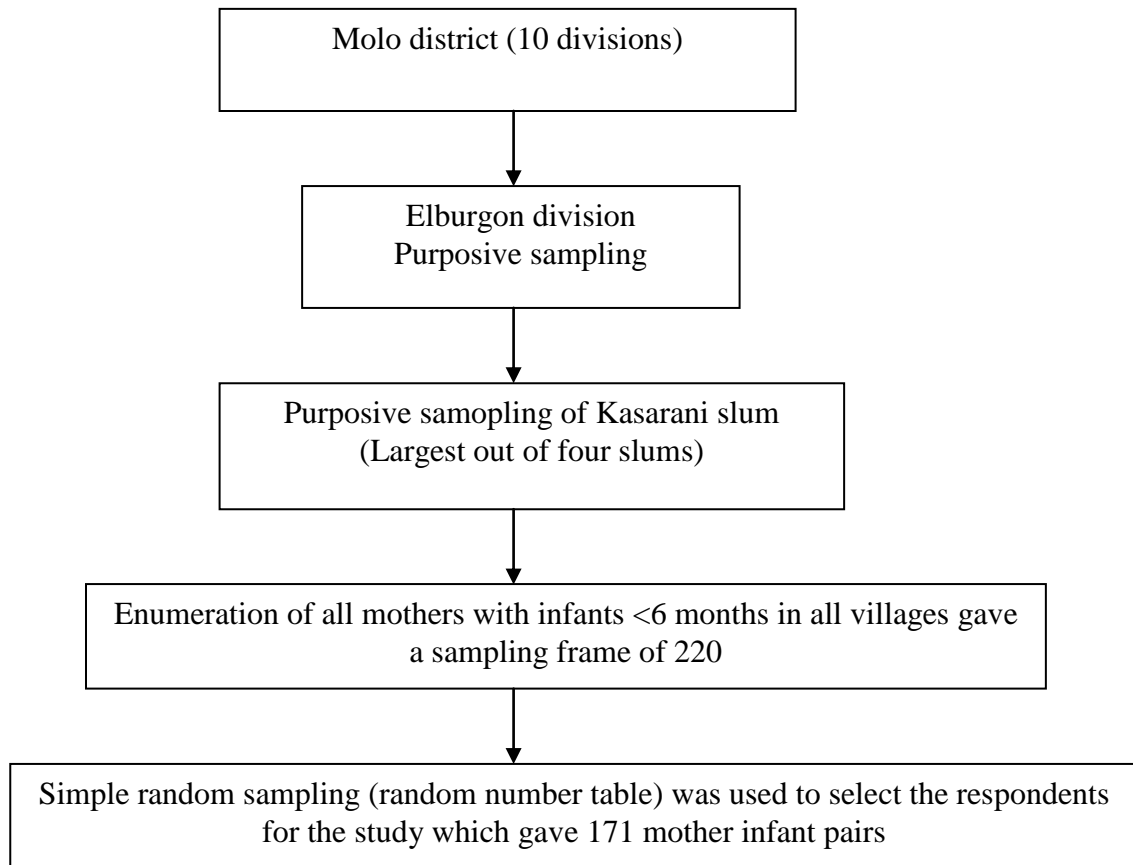 Molo district (10 divisions)
Elburgon division
Purposive sampling
Purposive samopling of Kasarani slum
(Largest out of four slums)
Enumeration of all mothers with infants <6 months in all villages gave
a sampling frame of 220
Simple random sampling (random number table) was used to select the respondents
for the study which gave 171 mother infant pairs